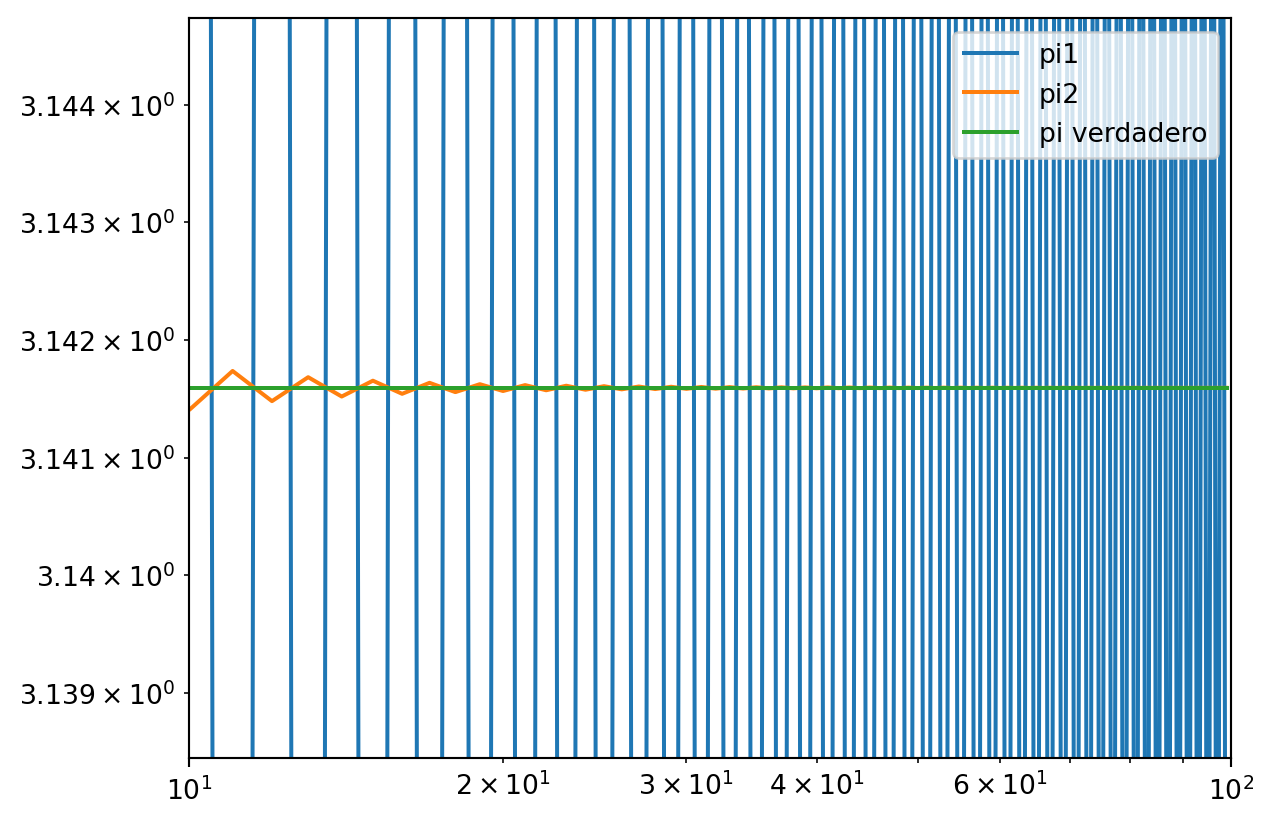 3.144 × 10⁰
3.143 × 10⁰
3.142 × 10⁰
3.141 × 10⁰
3.14 × 10⁰
3.139 × 10⁰
pi1
pi2
pi verdadero
10¹
2 × 10¹
3 × 10¹
4 × 10¹
6 × 10¹
10²